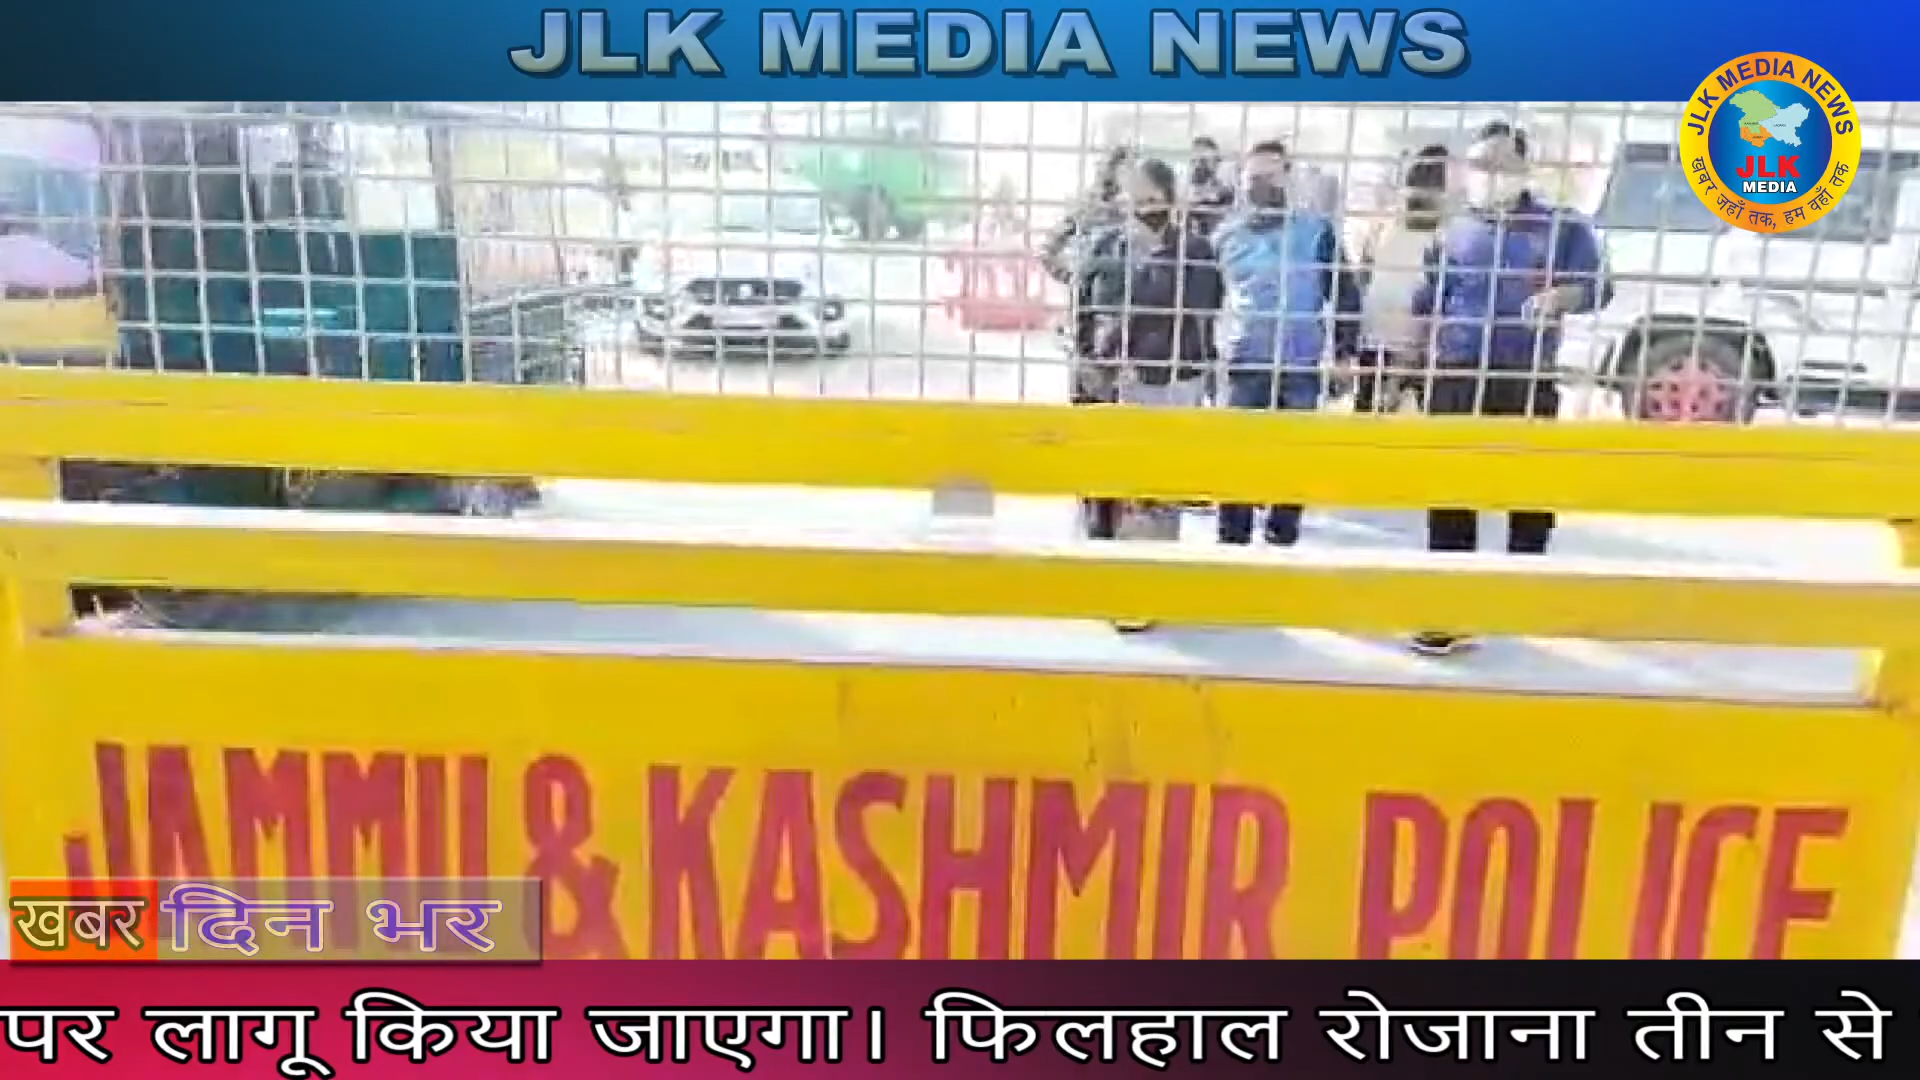 JLK MEDIA NEWS
JLK MEDIA NEWS
JLK
MEDIA
खबर जहाँ तक, हम वहाँ तक
JAMMU & KASHMIR POLICE
खबर दिन भर
पर लागू किया जाएगा। फिलहाल रोजाना तीन से